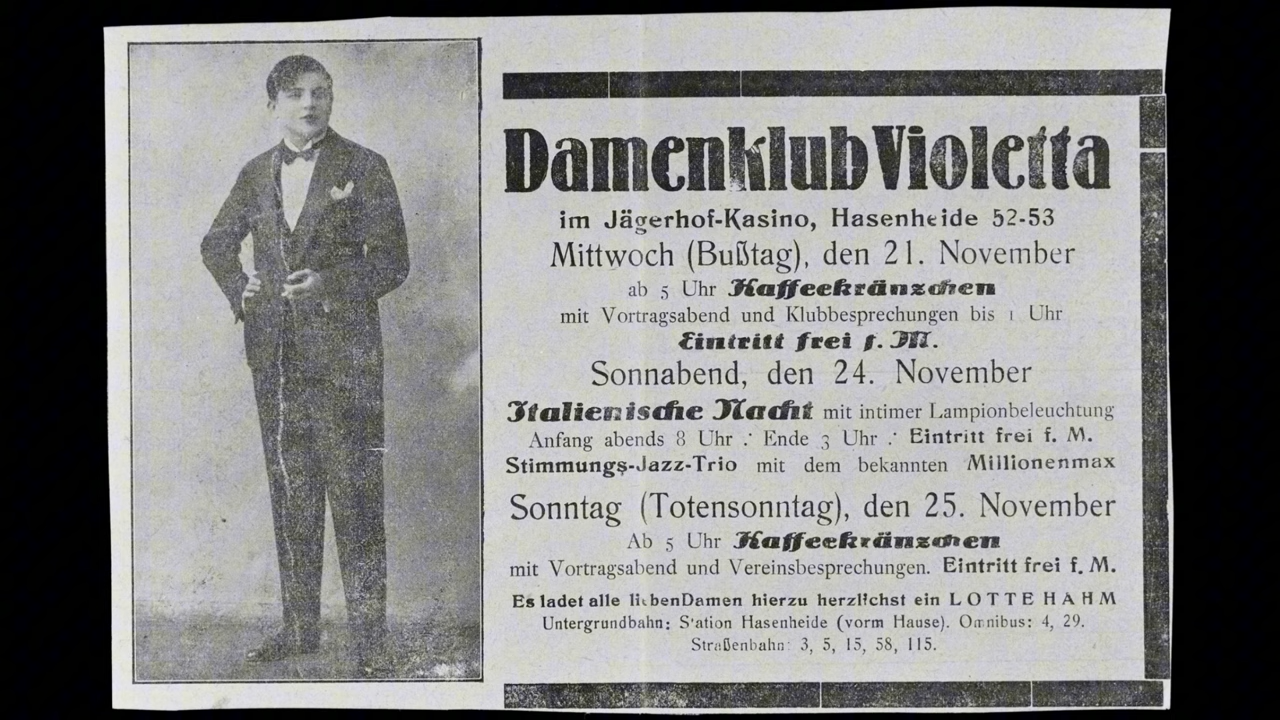 Damenklub Violetta
im Jägerhof-Kasino, Hasenheide 52-53
Mittwoch (Bußtag), den 21. November
ab 5 Uhr Kaffeekränzchen
mit Vortragsabend und Klubbesprechungen bis 1 Uhr
Eintritt frei f. M.
Sonnabend, den 24. November
Italienische Nacht mit intimer Lampionbeleuchtung
Anfang abends 8 Uhr .·. Ende 3 Uhr .·. Eintritt frei f. M.
Stimmungs-Jazz-Trio mit dem bekannten Millionenmax
Sonntag (Totensonntag), den 25. November
Ab 5 Uhr Kaffeekränzchen
mit Vortragsabend und Vereinsbesprechungen. Eintritt frei f. M.
Es ladet alle lieben Damen hierzu herzlichst ein LOTTE HAHM
Untergrundbahn: Station Hasenheide (vorm Hause). Omnibus: 4, 29.
Straßenbahn: 3, 5, 15, 58, 115.